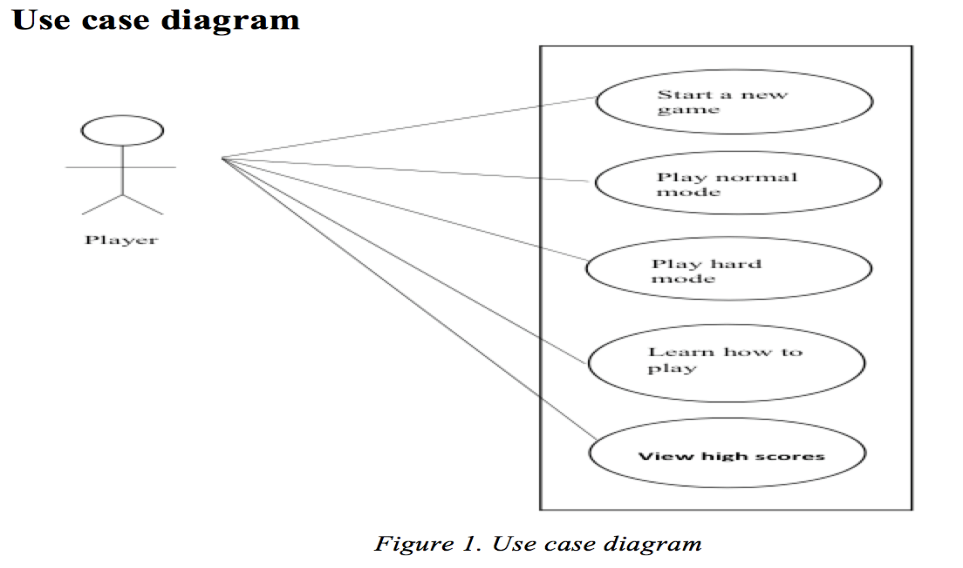 Use case diagram
Start a new
game
Play normal
mode
Play hard
mode
Player
Learn how to
play
View high scores
Figure 1. Use case diagram